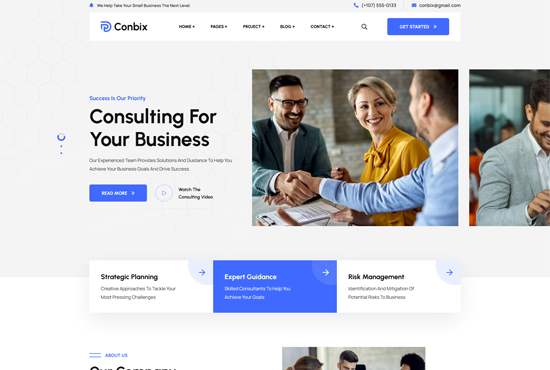 We Help Take Your Small Business The Next Level.
(+107) 555-0133
conbix@gmail.com
Conbix
HOME +
PAGES +
PROJECT +
BLOG +
CONTACT +
GET STARTED
Success Is Our Priority
Consulting For
Your Business
Our Experienced Team Provides Solutions And Guidance To Help You
Achieve Your Business Goals And Drive Success.
READ MORE
Watch The
Consulting Video
Strategic Planning
Creative Approaches To Tackle Your
Most Pressing Challenges
Expert Guidance
Skilled Consultants To Help You
Achieve Your Goals
Risk Management
Identification And Mitigation Of
Potential Risks To Business
ABOUT US
Our Company